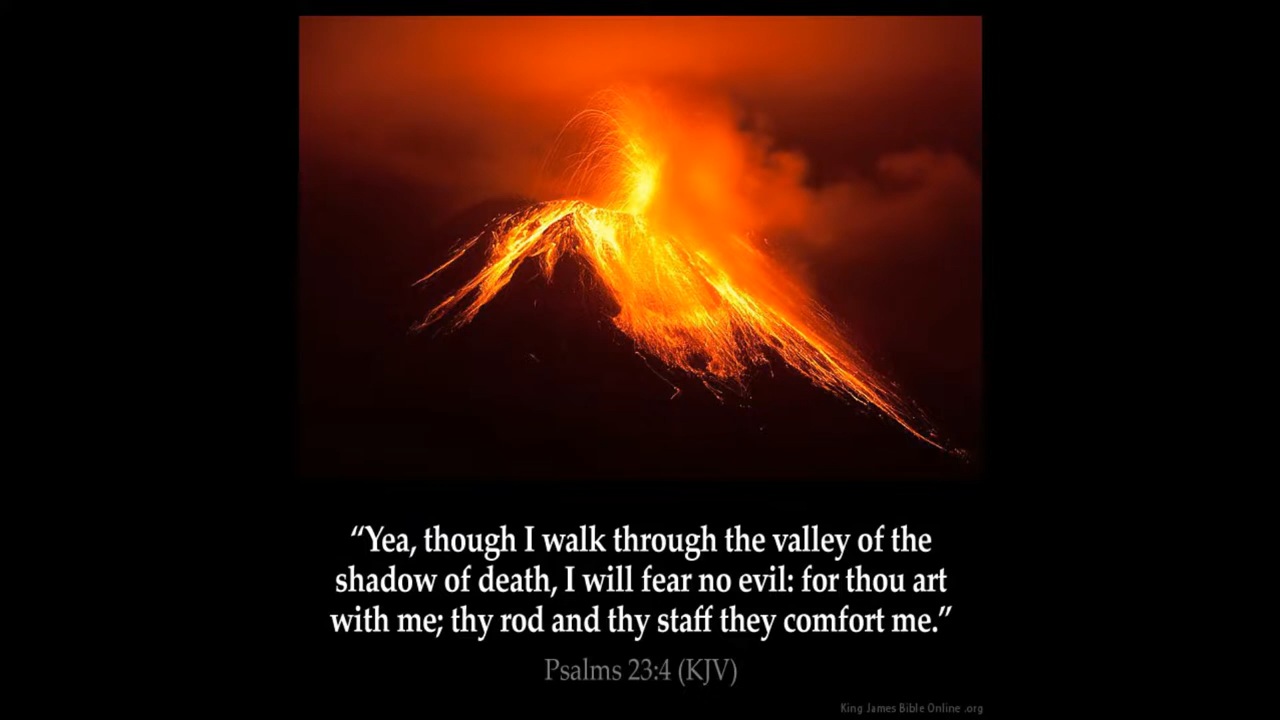 “Yea, though I walk through the valley of the
shadow of death, I will fear no evil: for thou art
with me; thy rod and thy staff they comfort me.”
Psalms 23:4 (KJV)
King James Bible Online .org